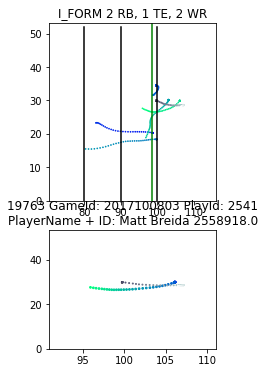 I_FORM 2 RB, 1 TE, 2 WR
50
40
30
20
10
0
80 90 100 110
19763 GameId: 2017100803 PlayId: 2541
PlayerName + ID: Matt Breida 2558918.0
40
20
0
95 100 105 110